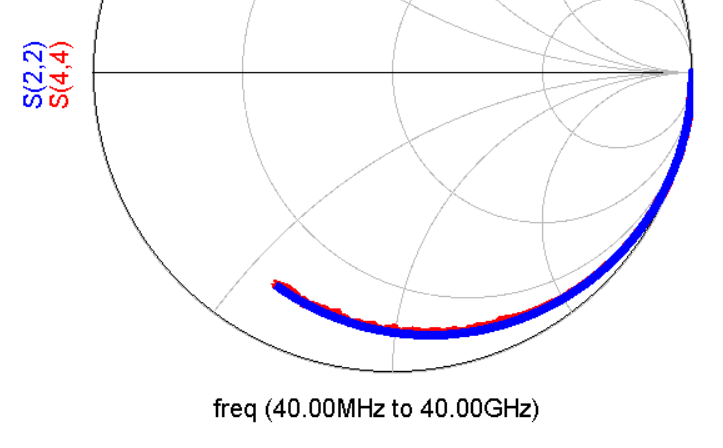 S(2,2)
S(4,4)
freq (40.00MHz to 40.00GHz)